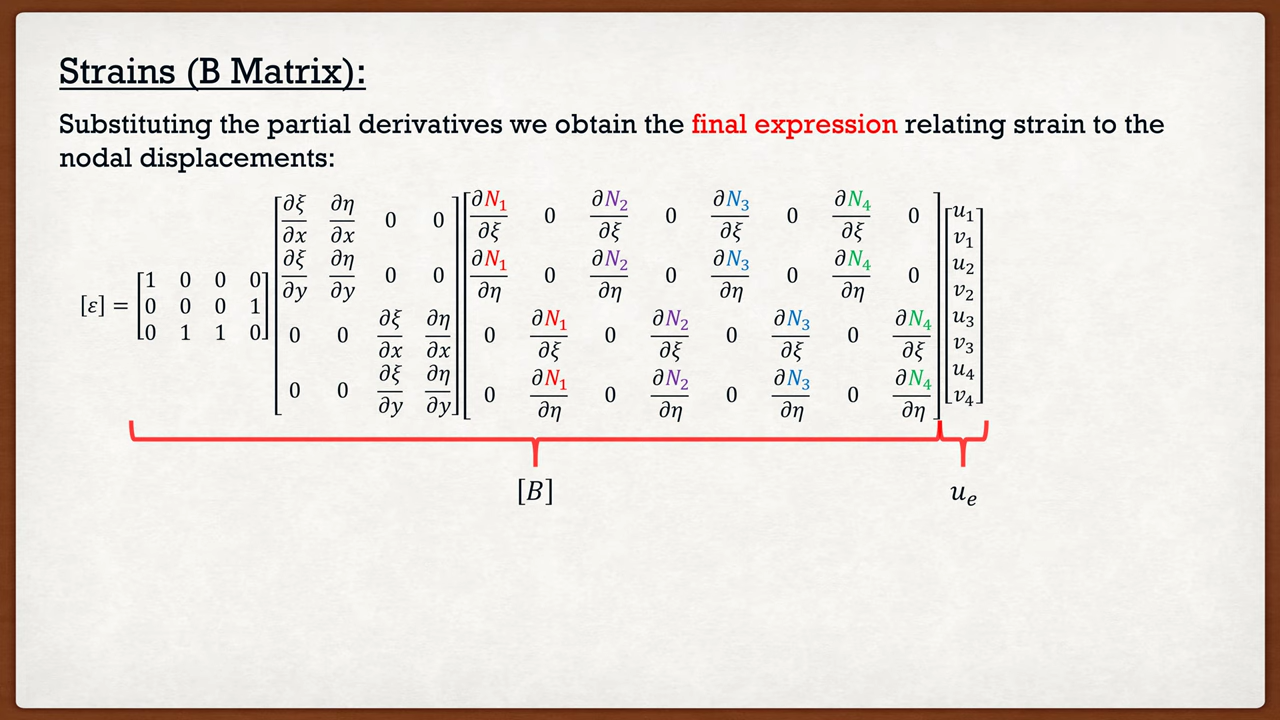 Strains (B Matrix):
Substituting the partial derivatives we obtain the final expression relating strain to the
nodal displacements:
[ε] = [1 0 0 0; 0 0 0 1; 0 1 1 0] [∂ξ/∂x ∂η/∂x 0 0; ∂ξ/∂y ∂η/∂y 0 0; 0 0 ∂ξ/∂x ∂η/∂x; 0 0 ∂ξ/∂y ∂η/∂y] [∂N₁/∂ξ 0 ∂N₂/∂ξ 0 ∂N₃/∂ξ 0 ∂N₄/∂ξ 0; ∂N₁/∂η 0 ∂N₂/∂η 0 ∂N₃/∂η 0 ∂N₄/∂η 0; 0 ∂N₁/∂ξ 0 ∂N₂/∂ξ 0 ∂N₃/∂ξ 0 ∂N₄/∂ξ; 0 ∂N₁/∂η 0 ∂N₂/∂η 0 ∂N₃/∂η 0 ∂N₄/∂η] [u₁; v₁; u₂; v₂; u₃; v₃; u₄; v₄]
[B] uₑ